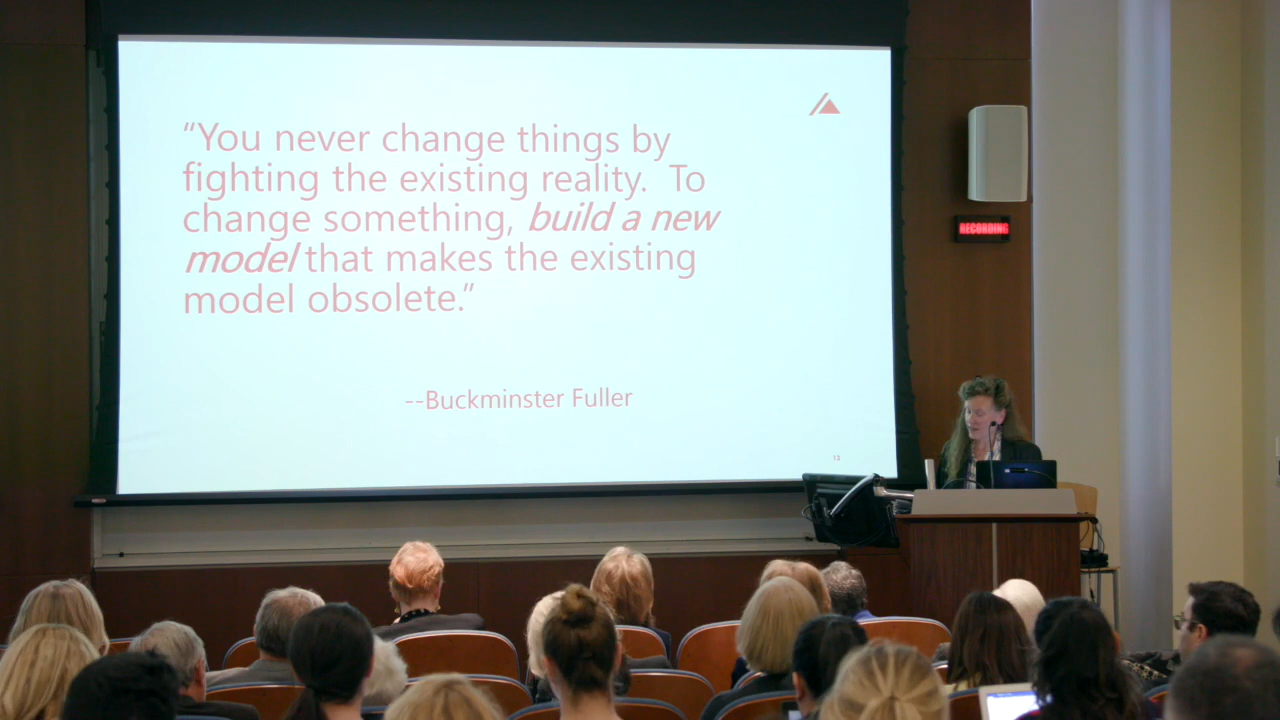 “You never change things by
fighting the existing reality.  To
change something, build a new
model that makes the existing
model obsolete.”
--Buckminster Fuller
13
RECORDING